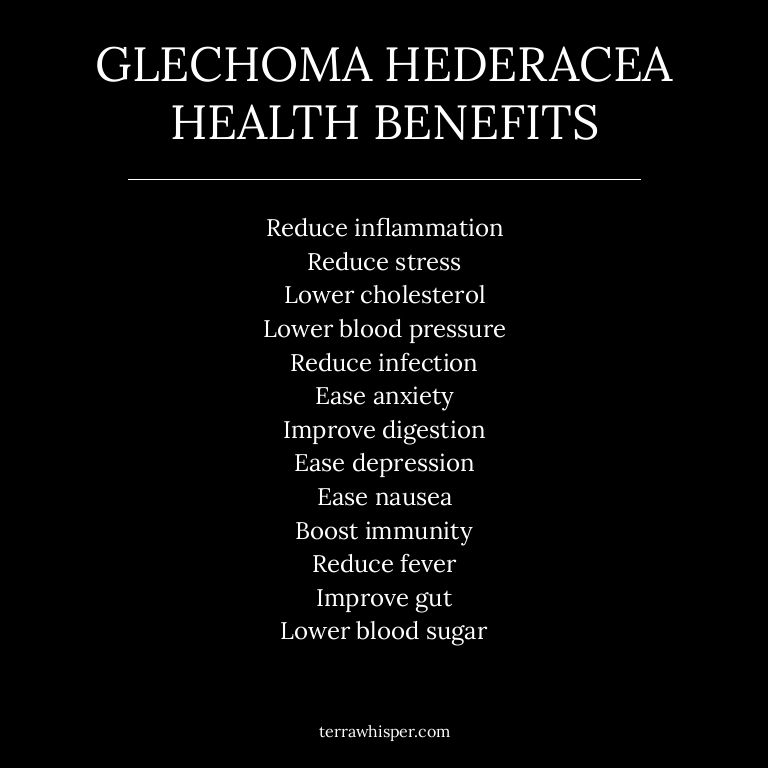 GLECHOMA HEDERACEA
HEALTH BENEFITS
Reduce inflammation
Reduce stress
Lower cholesterol
Lower blood pressure
Reduce infection
Ease anxiety
Improve digestion
Ease depression
Ease nausea
Boost immunity
Reduce fever
Improve gut
Lower blood sugar
terrawhisper.com